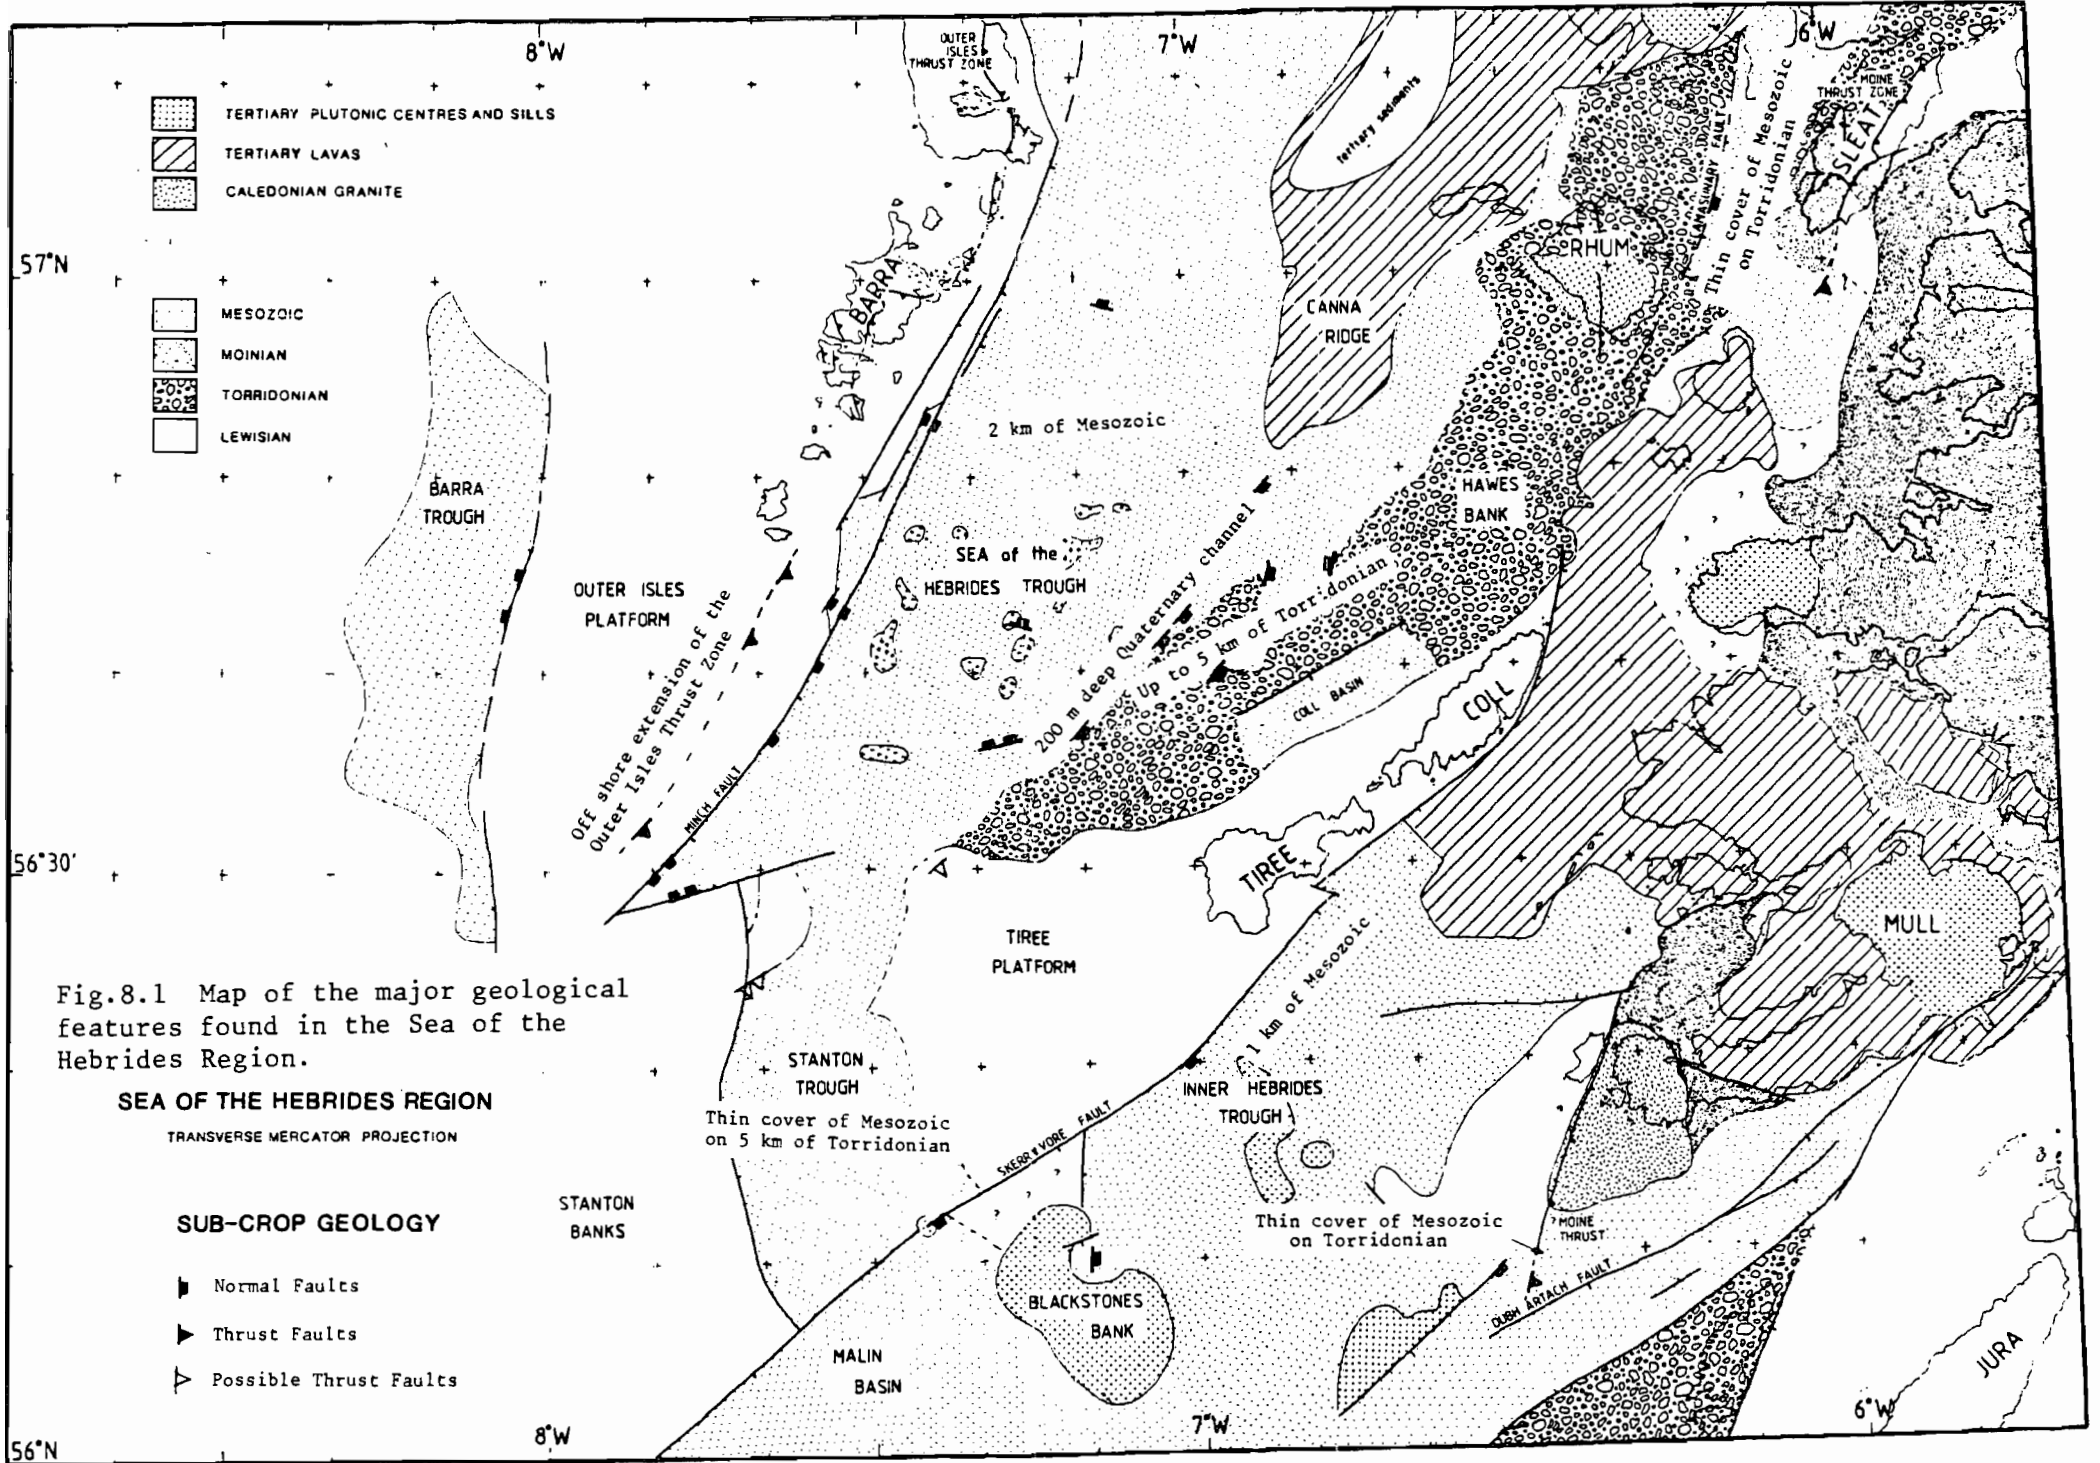 8°W
OUTER
ISLES
THRUST ZONE
7°W
6°W
TERTIARY PLUTONIC CENTRES AND SILLS
TERTIARY LAVAS
CALEDONIAN GRANITE
MESOZOIC
MOINIAN
TORRIDONIAN
LEWISIAN
57°N
56°30'
56°N
tertiary sediments
MOINE
THRUST ZONE
SLEAT
CAMASUNARY FAULT
Thin cover of Mesozoic
on Torridonian
BARRA
RHUM
CANNA
RIDGE
2 km of Mesozoic
HAWES
BANK
BARRA
TROUGH
OUTER ISLES
PLATFORM
SEA of the
HEBRIDES TROUGH
200 m deep Quaternary channel
Up to 5 km of Torridonian
COLL BASIN
COLL
Off shore extension of the
Outer Isles Thrust Zone
MINCH FAULT
TIREE
TIREE
PLATFORM
MULL
1 km of Mesozoic
Fig.8.1 Map of the major geological
features found in the Sea of the
Hebrides Region.
SEA OF THE HEBRIDES REGION
TRANSVERSE MERCATOR PROJECTION
STANTON
TROUGH
Thin cover of Mesozoic
on 5 km of Torridonian
INNER HEBRIDES
TROUGH
SKERRYVORE FAULT
STANTON
BANKS
SUB-CROP GEOLOGY
Normal Faults
Thrust Faults
Possible Thrust Faults
Thin cover of Mesozoic
on Torridonian
? MOINE
THRUST
DUBH ARTACH FAULT
BLACKSTONES
BANK
MALIN
BASIN
JURA
8°W
7°W
6°W